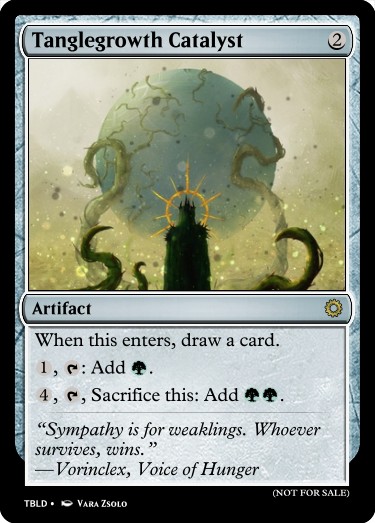 Tanglegrowth Catalyst 2
Artifact
When this enters, draw a card.
1, T: Add G.
4, T, Sacrifice this: Add GG.
“Sympathy is for weaklings. Whoever
survives, wins.”
—Vorinclex, Voice of Hunger
TBLD • VARA ZSOLO
(NOT FOR SALE)